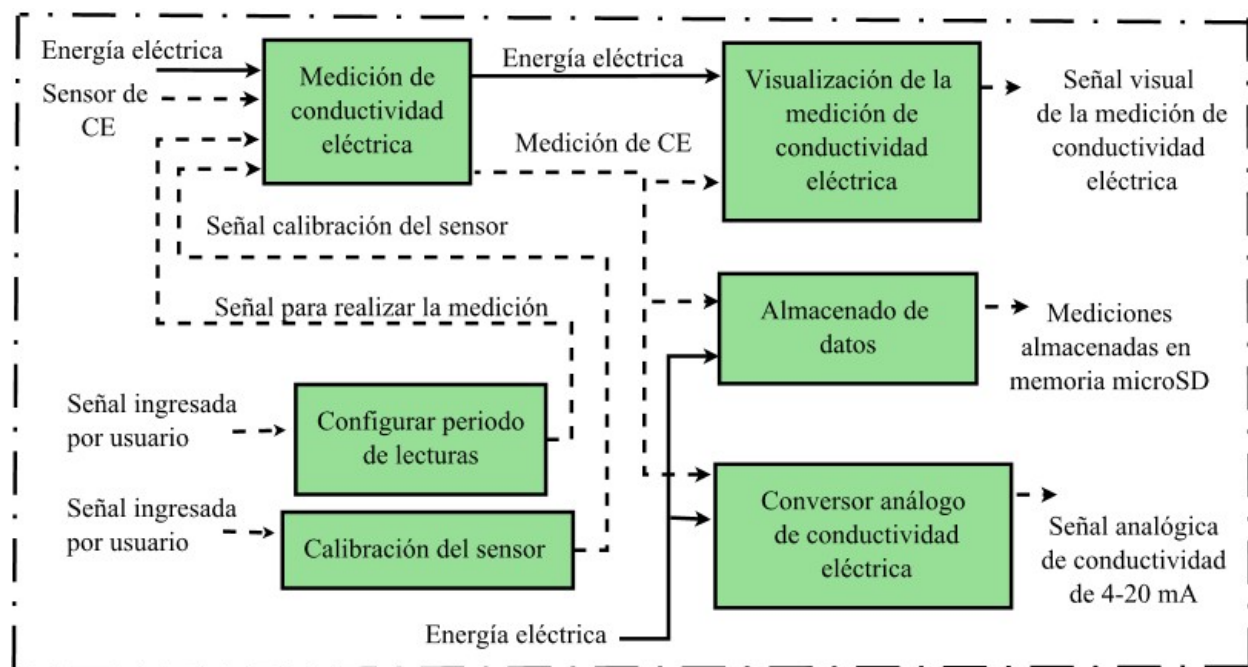 Energía eléctrica
Sensor de
CE
Medición de
conductividad
eléctrica
Energía eléctrica
Medición de CE
Visualización de la
medición de
conductividad
eléctrica
Señal visual
de la medición de
conductividad
eléctrica
Señal calibración del sensor
Señal para realizar la medición
Almacenado de
datos
Mediciones
almacenadas en
memoria microSD
Señal ingresada
por usuario
Configurar periodo
de lecturas
Señal ingresada
por usuario
Calibración del sensor
Conversor análogo
de conductividad
eléctrica
Señal analógica
de conductividad
de 4-20 mA
Energía eléctrica